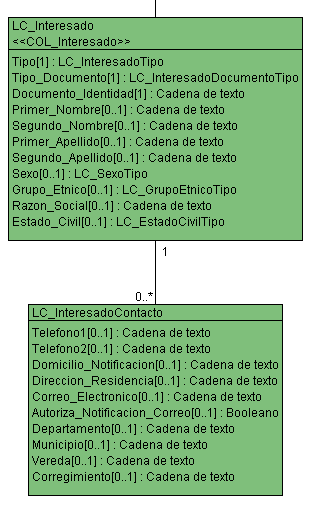 LC_Interesado
<<COL_Interesado>>
Tipo[1] : LC_InteresadoTipo
Tipo_Documento[1] : LC_InteresadoDocumentoTipo
Documento_Identidad[1] : Cadena de texto
Primer_Nombre[0..1] : Cadena de texto
Segundo_Nombre[0..1] : Cadena de texto
Primer_Apellido[0..1] : Cadena de texto
Segundo_Apellido[0..1] : Cadena de texto
Sexo[0..1] : LC_SexoTipo
Grupo_Etnico[0..1] : LC_GrupoEtnicoTipo
Razon_Social[0..1] : Cadena de texto
Estado_Civil[0..1] : LC_EstadoCivilTipo
1
0..*
LC_InteresadoContacto
Telefono1[0..1] : Cadena de texto
Telefono2[0..1] : Cadena de texto
Domicilio_Notificacion[0..1] : Cadena de texto
Direccion_Residencia[0..1] : Cadena de texto
Correo_Electronico[0..1] : Cadena de texto
Autoriza_Notificacion_Correo[0..1] : Booleano
Departamento[0..1] : Cadena de texto
Municipio[0..1] : Cadena de texto
Vereda[0..1] : Cadena de texto
Corregimiento[0..1] : Cadena de texto